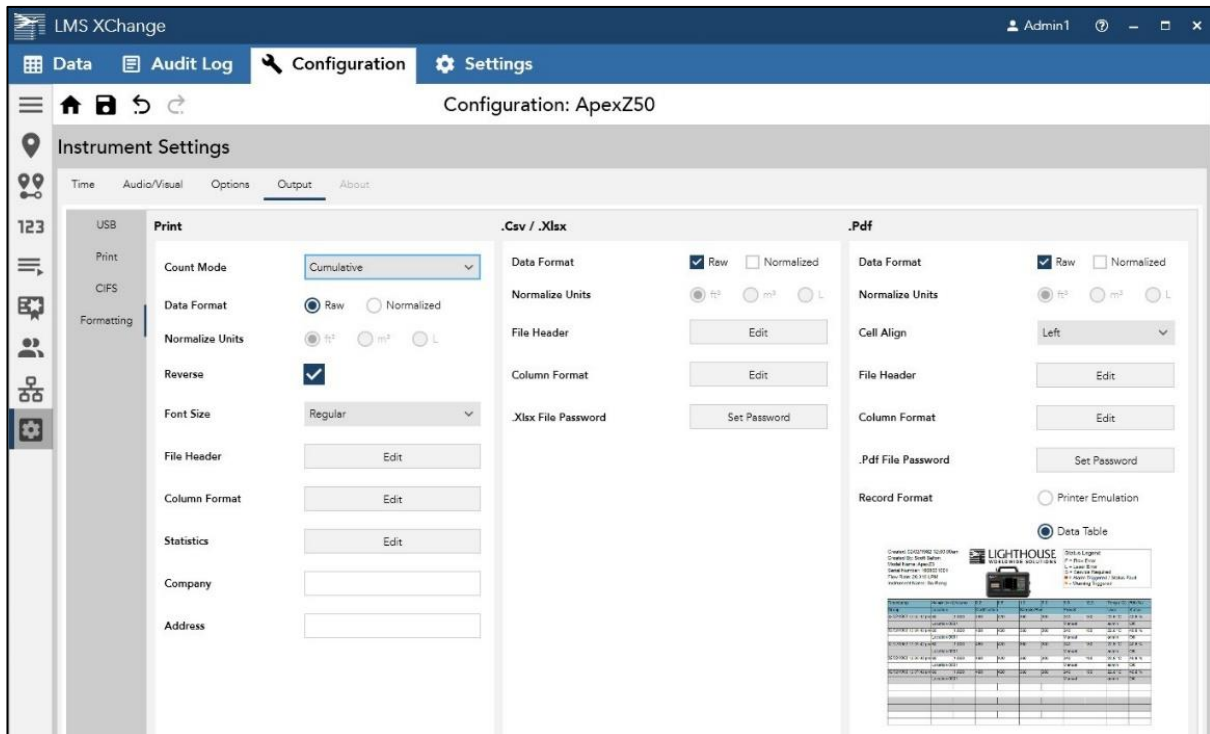 LMS XChange
Admin1
Data Audit Log Configuration Settings
Configuration: ApexZ50
Instrument Settings
Time Audio/Visual Options Output About
USB
Print
CIFS
Formatting
Print
Count Mode Cumulative
Data Format Raw Normalized
Normalize Units ft³ m³ L
Reverse
Font Size Regular
File Header Edit
Column Format Edit
Statistics Edit
Company
Address
.Csv / .Xlsx
Data Format Raw Normalized
Normalize Units ft³ m³ L
File Header Edit
Column Format Edit
.Xlsx File Password Set Password
.Pdf
Data Format Raw Normalized
Normalize Units ft³ m³ L
Cell Align Left
File Header Edit
Column Format Edit
.Pdf File Password Set Password
Record Format Printer Emulation
Data Table
LIGHTHOUSE
WORLDWIDE SOLUTIONS
Status Legend
123